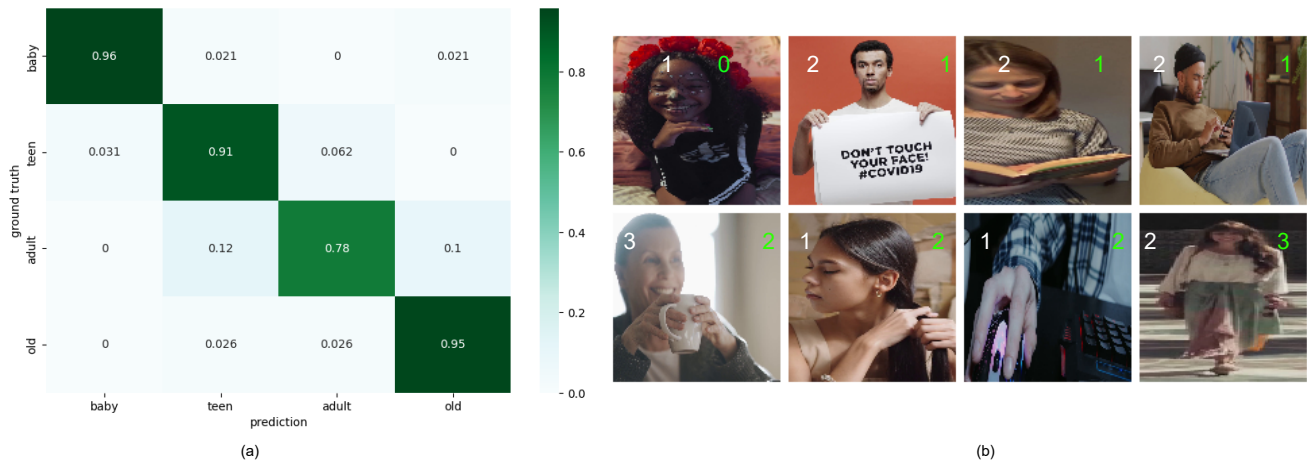 baby
0.96
0.021
0
0.021
teen
0.031
0.91
0.062
0
adult
0
0.12
0.78
0.1
old
0
0.026
0.026
0.95
ground truth
baby
teen
adult
old
prediction
0.8
0.6
0.4
0.2
0.0
(a)
1 0
2 1
2 1
2 1
DON'T TOUCH
YOUR FACE!
#COVID19
3 2
1 2
1 2
2 3
(b)